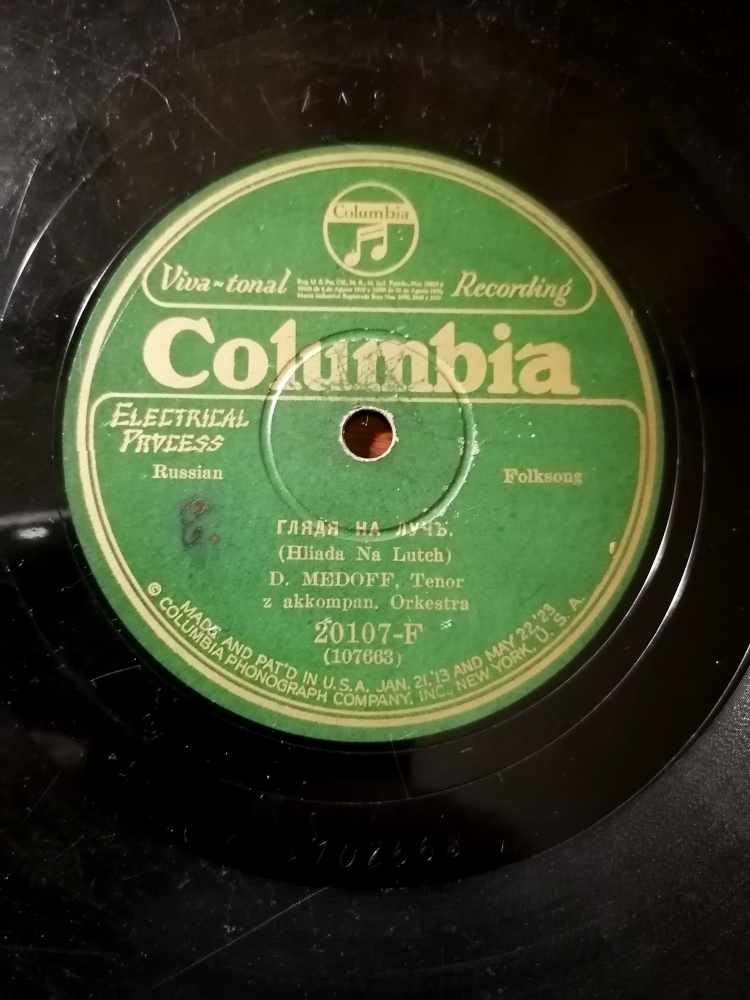 Columbia
Viva-tonal Recording
Columbia
ELECTRICAL
PROCESS
Russian Folksong
ГЛЯДЯ НА ЛУЧЪ.
(Hliada Na Lutch)
D. MEDOFF, Tenor
z akkompan. Orkestra
20107-F
(107663)
MADE AND PAT'D IN U.S.A. JAN. 21,'13 AND MAY 22,'23
© COLUMBIA PHONOGRAPH COMPANY, INC., NEW YORK, U.S.A.